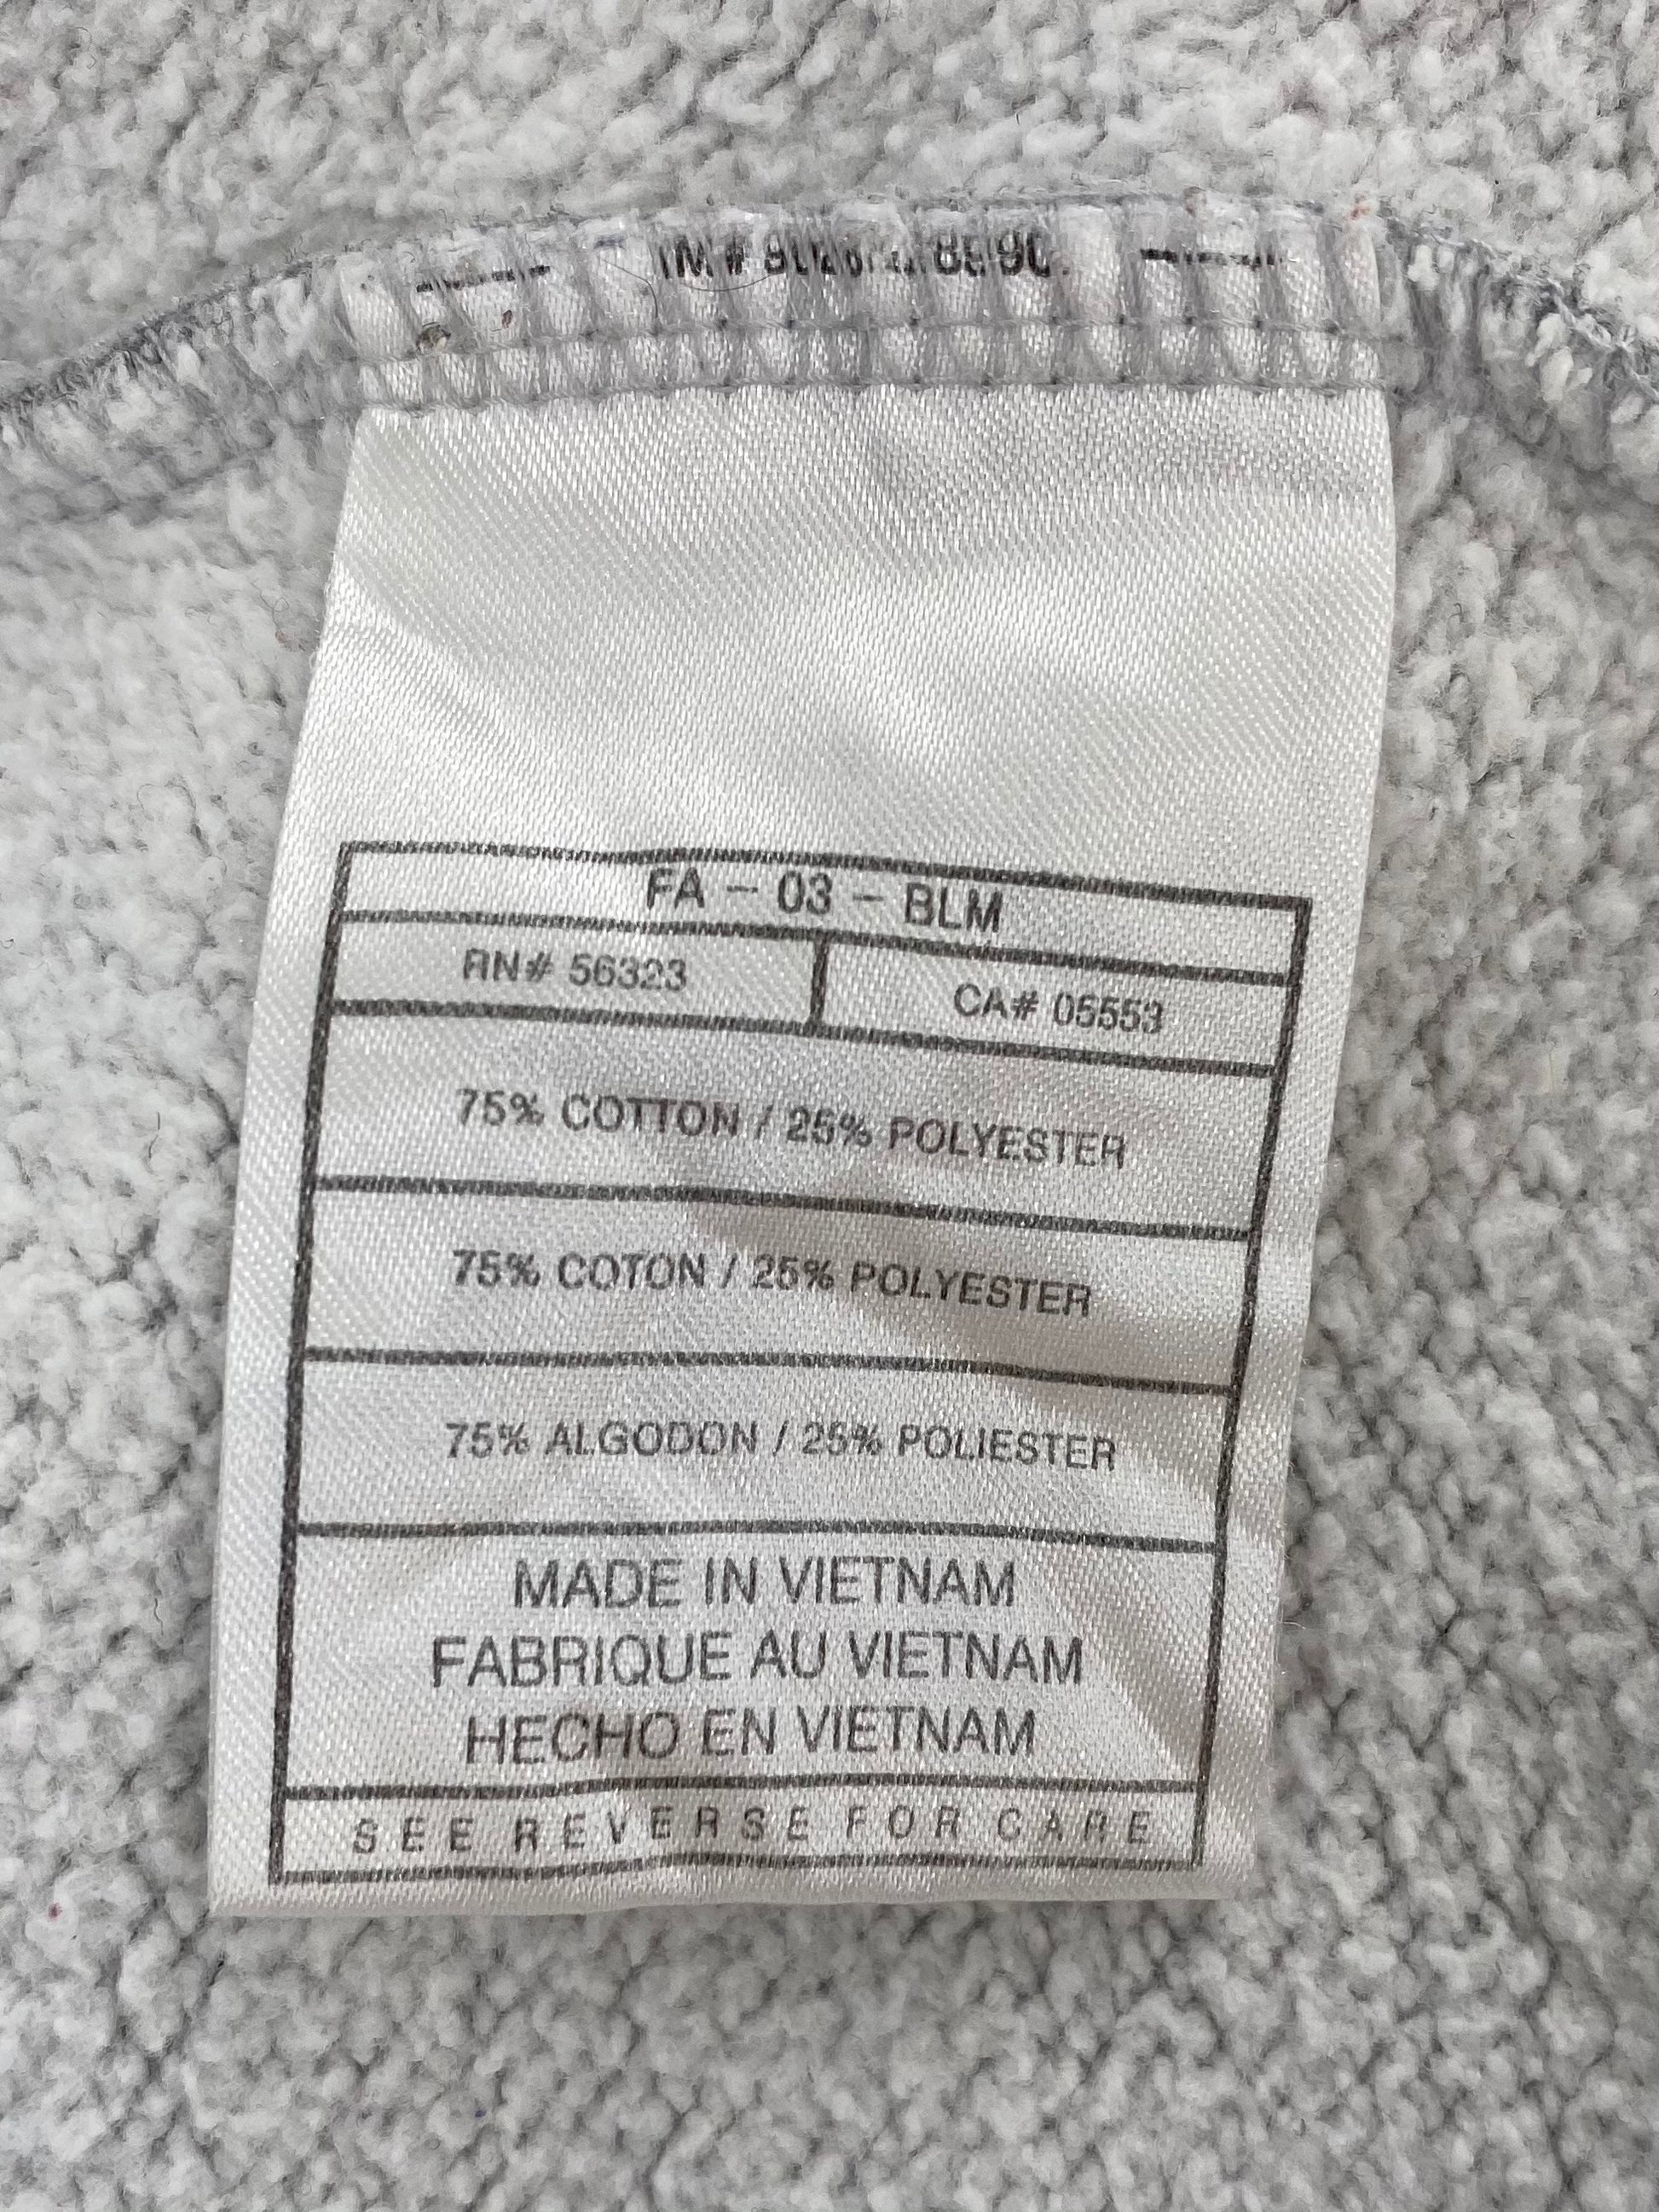 FA - 03 - BLM
RN# 56323
CA# 05553
75% COTTON / 25% POLYESTER
75% COTON / 25% POLYESTER
75% ALGODON / 25% POLIESTER
MADE IN VIETNAM
FABRIQUE AU VIETNAM
HECHO EN VIETNAM
SEE REVERSE FOR CARE